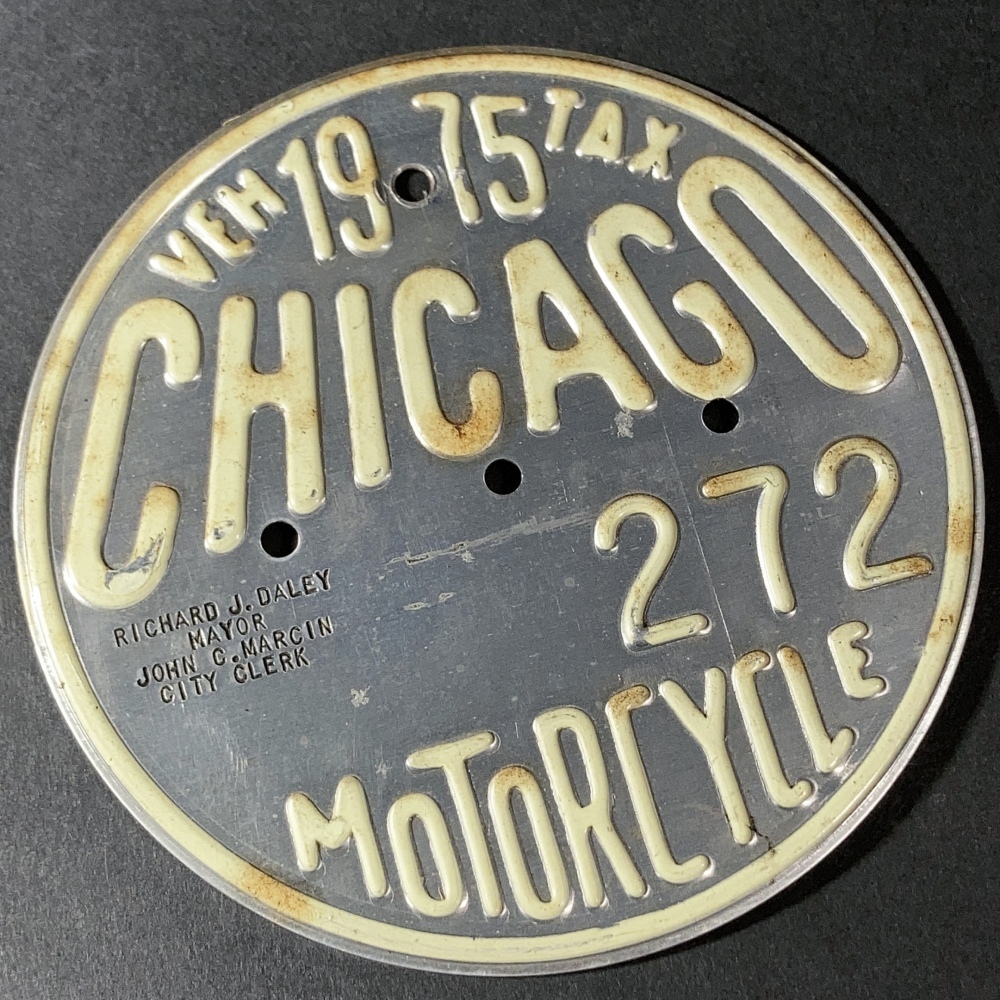 VEH 1975 TAX
CHICAGO
272
RICHARD J. DALEY
MAYOR
JOHN C. MARCIN
CITY CLERK
MOTORCYCLE